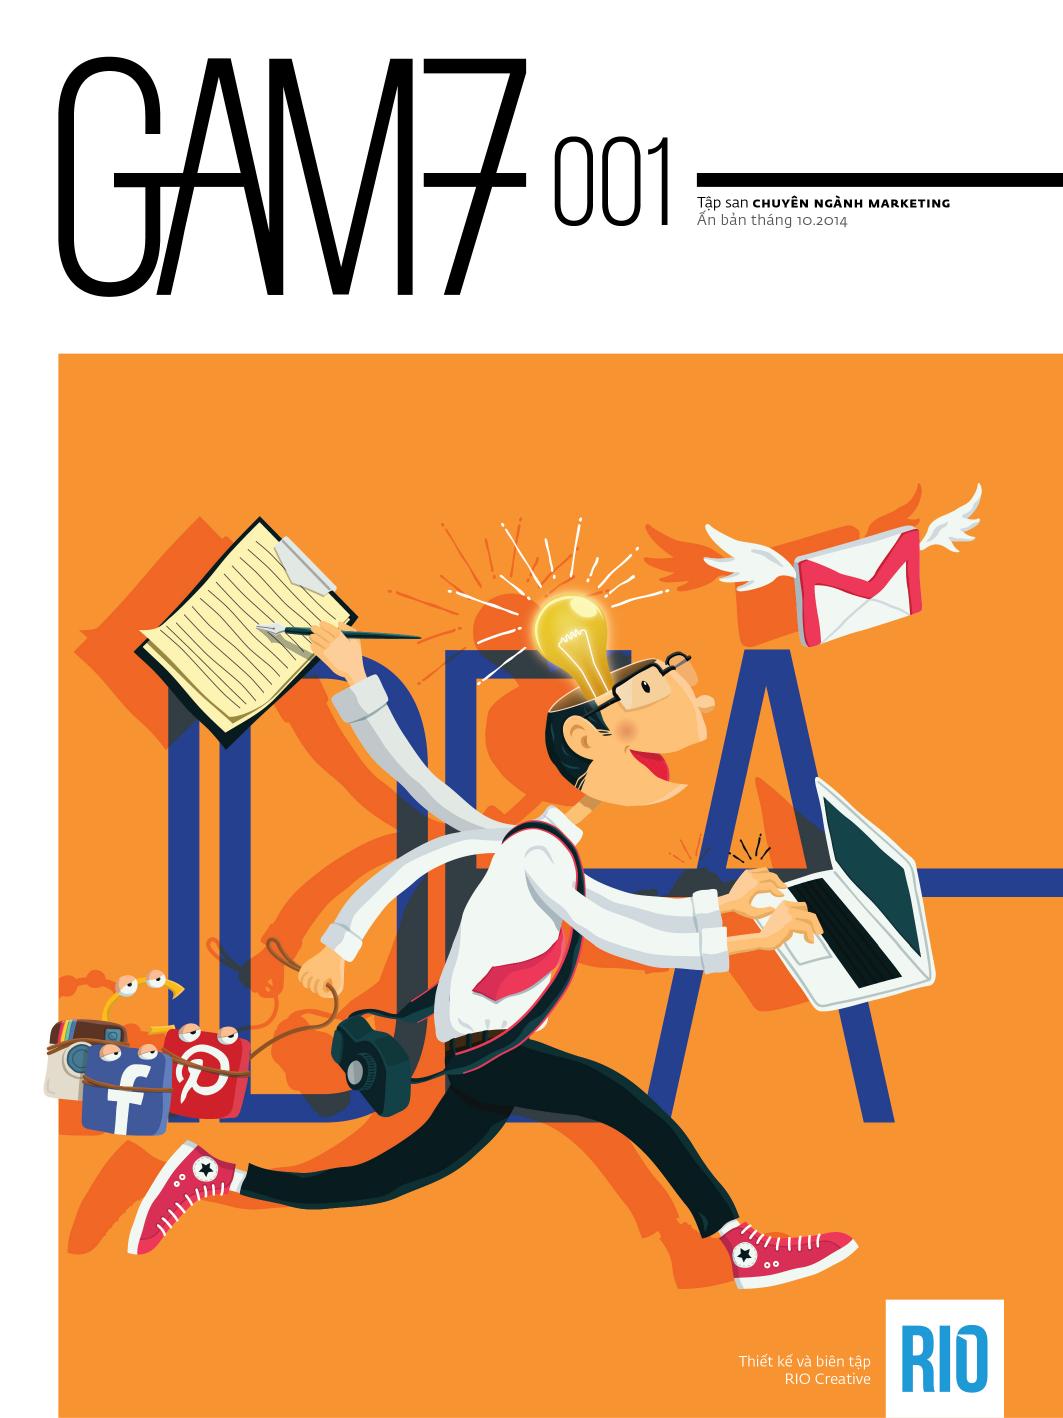 GAM7
001
Tập san CHUYÊN NGÀNH MARKETING
Ấn bản tháng 10.2014
IDEA
Thiết kế và biên tập
RIO Creative
RIO